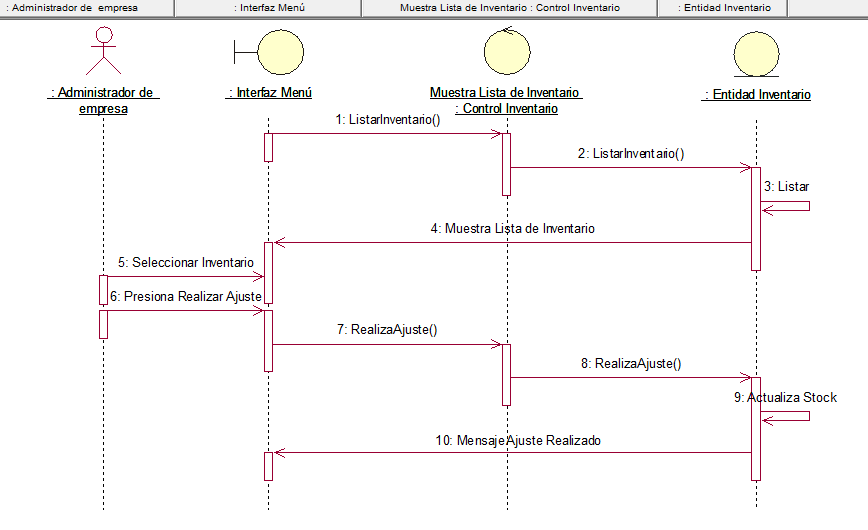 : Administrador de empresa
: Interfaz Menú
Muestra Lista de Inventario : Control Inventario
: Entidad Inventario
: Administrador de
empresa
: Interfaz Menú
Muestra Lista de Inventario
: Control Inventario
: Entidad Inventario
1: ListarInventario()
2: ListarInventario()
3: Listar
4: Muestra Lista de Inventario
5: Seleccionar Inventario
6: Presiona Realizar Ajuste
7: RealizaAjuste()
8: RealizaAjuste()
9: Actualiza Stock
10: MensajeAjuste Realizado